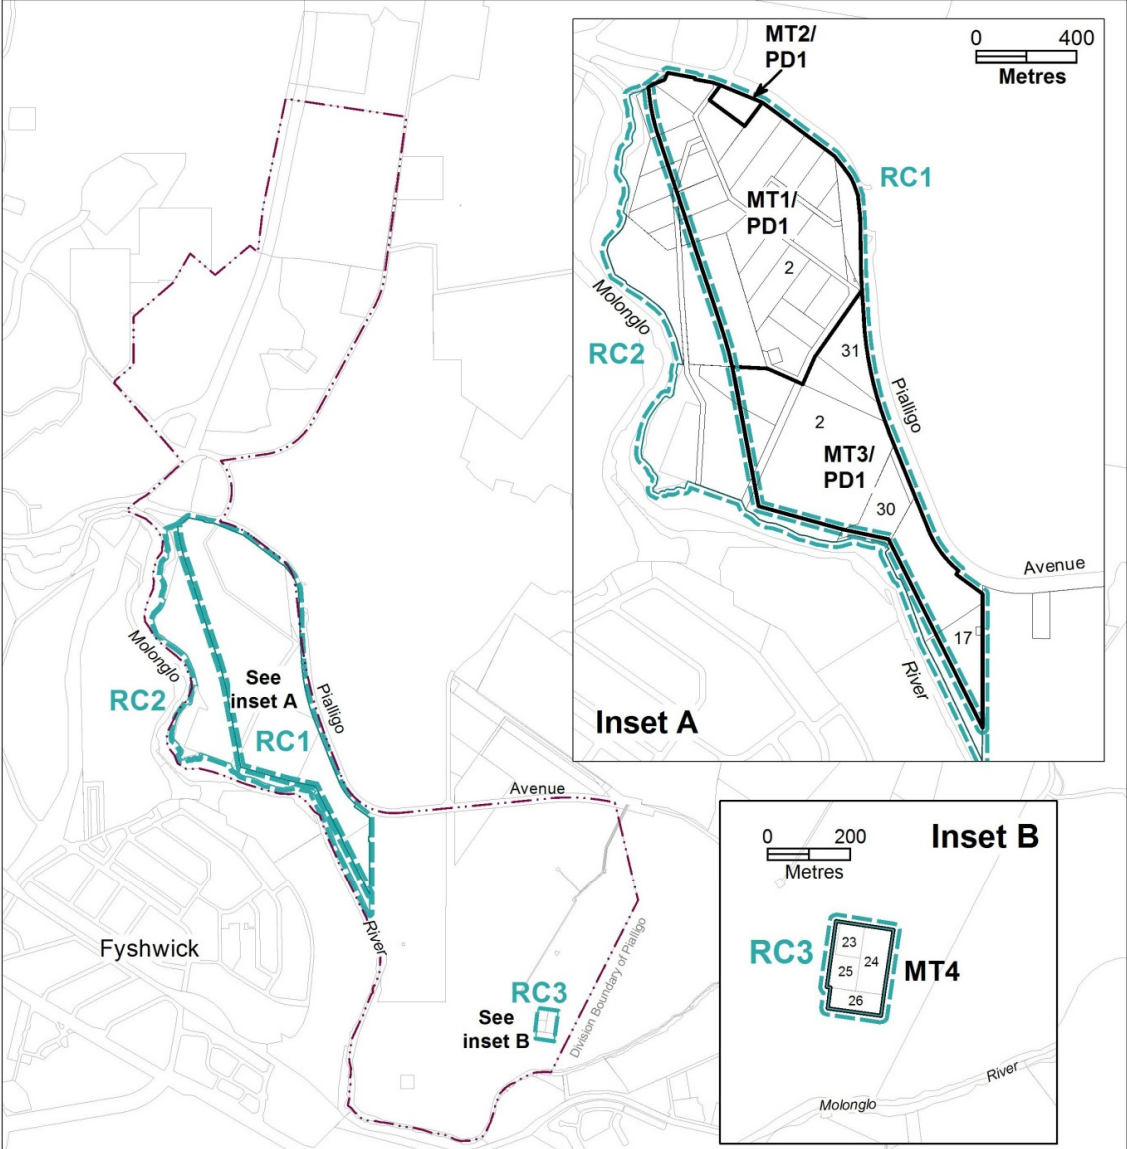 MT2/
PD1
0 400
Metres
RC1
RC2
MT1/
PD1
2
Molonglo
RC2
31
Pialligo
2
MT3/
PD1
30
Avenue
17
River
Inset A
Molonglo
See
inset A
RC2
Pialligo
RC1
Avenue
Fyshwick
River
RC3
See
inset B
Division Boundary of Pialligo
0 200
Metres
Inset B
RC3
23
24
25
26
MT4
River
Molonglo